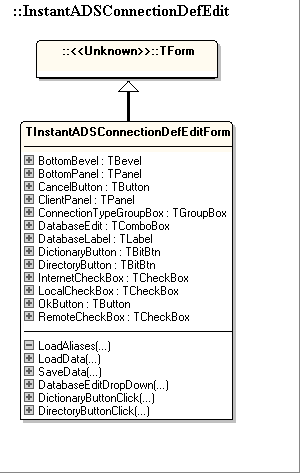 ::InstantADSConnectionDefEdit
::<<Unknown>>::TForm
TInstantADSConnectionDefEditForm
BottomBevel : TBevel
BottomPanel : TPanel
CancelButton : TButton
ClientPanel : TPanel
ConnectionTypeGroupBox : TGroupBox
DatabaseEdit : TComboBox
DatabaseLabel : TLabel
DictionaryButton : TBitBtn
DirectoryButton : TBitBtn
InternetCheckBox : TCheckBox
LocalCheckBox : TCheckBox
OkButton : TButton
RemoteCheckBox : TCheckBox
LoadAliases(...)
LoadData(...)
SaveData(...)
DatabaseEditDropDown(...)
DictionaryButtonClick(...)
DirectoryButtonClick(...)